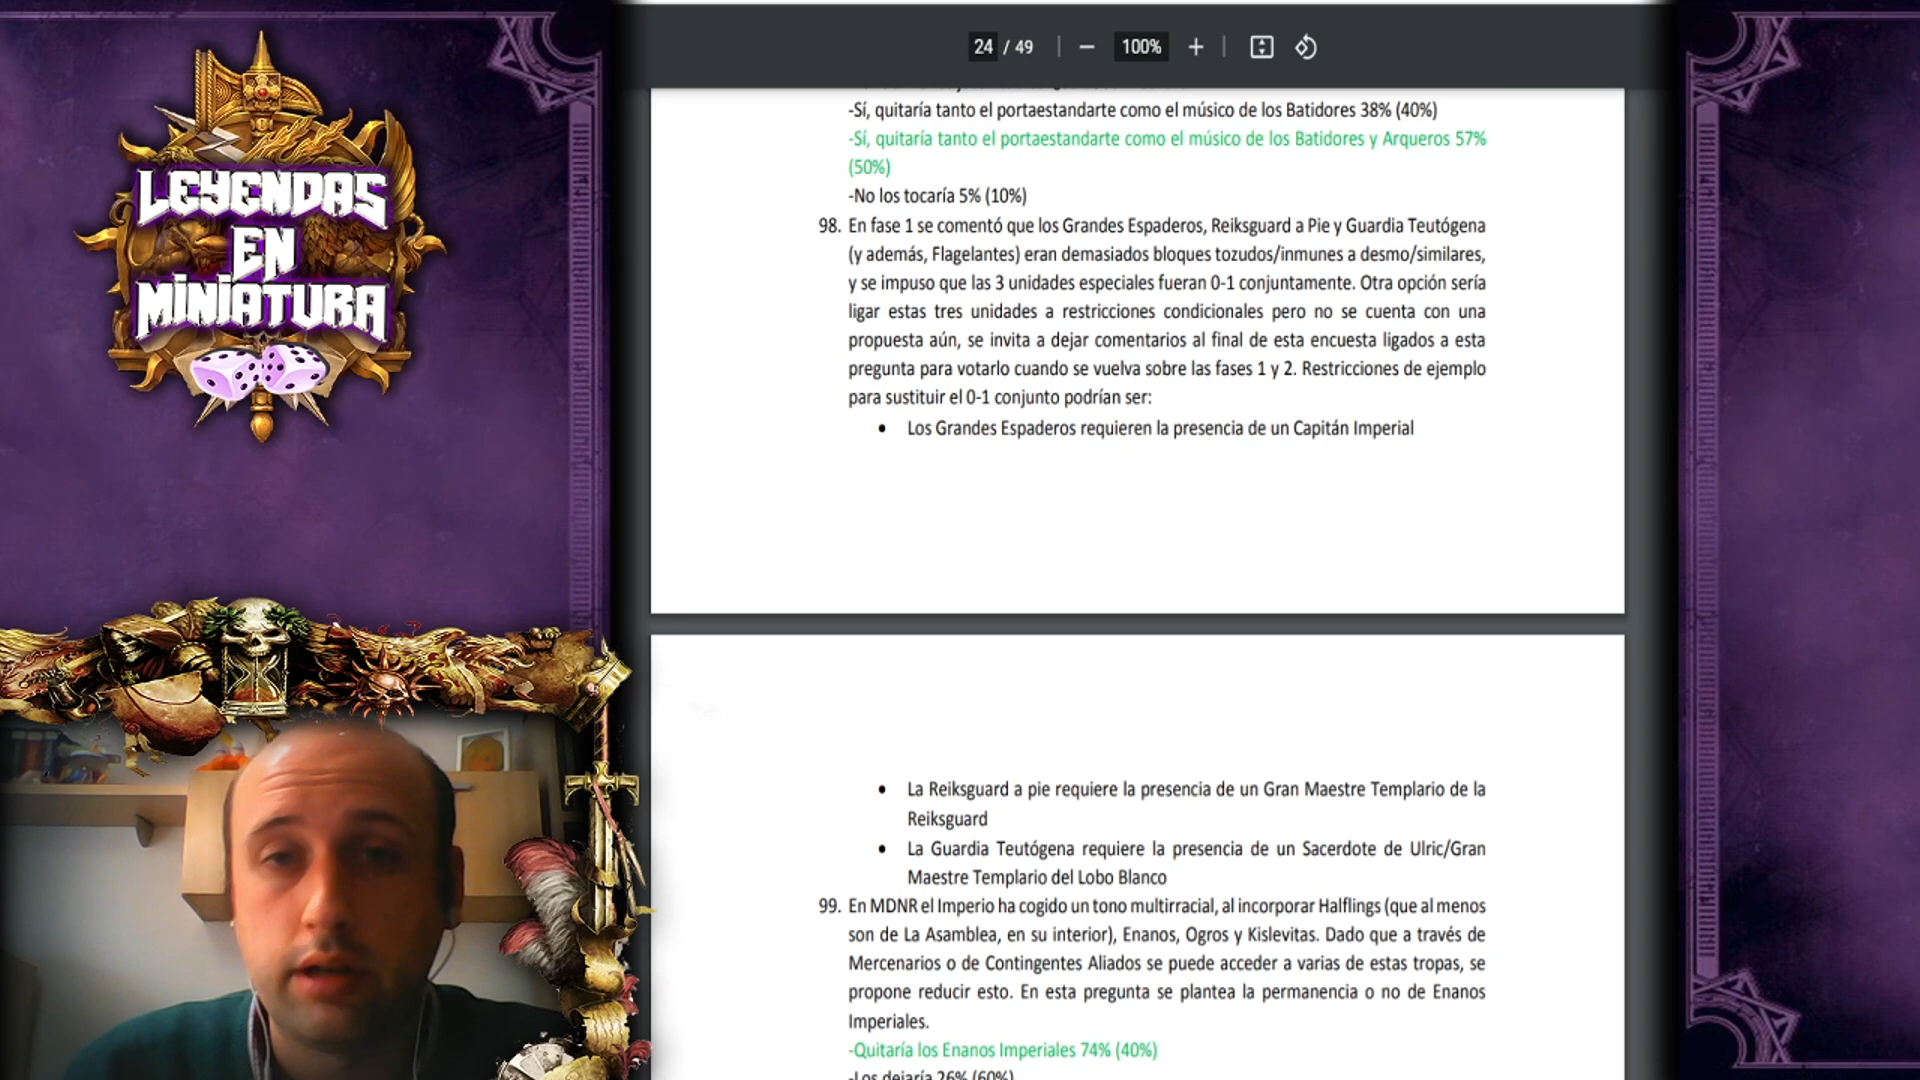 LEYENDAS
EN
MINIATURA
24 / 49
100%
-Sí, quitaría tanto el portaestandarte como el músico de los Batidores 38% (40%)
-Sí, quitaría tanto el portaestandarte como el músico de los Batidores y Arqueros 57%
(50%)
-No los tocaría 5% (10%)
98. En fase 1 se comentó que los Grandes Espaderos, Reiksguard a Pie y Guardia Teutógena
(y además, Flagelantes) eran demasiados bloques tozudos/inmunes a desmo/similares,
y se impuso que las 3 unidades especiales fueran 0-1 conjuntamente. Otra opción sería
ligar estas tres unidades a restricciones condicionales pero no se cuenta con una
propuesta aún, se invita a dejar comentarios al final de esta encuesta ligados a esta
pregunta para votarlo cuando se vuelva sobre las fases 1 y 2. Restricciones de ejemplo
para sustituir el 0-1 conjunto podrían ser:
• Los Grandes Espaderos requieren la presencia de un Capitán Imperial
• La Reiksguard a pie requiere la presencia de un Gran Maestre Templario de la
Reiksguard
• La Guardia Teutógena requiere la presencia de un Sacerdote de Ulric/Gran
Maestre Templario del Lobo Blanco
99. En MDNR el Imperio ha cogido un tono multirracial, al incorporar Halflings (que al menos
son de La Asamblea, en su interior), Enanos, Ogros y Kislevitas. Dado que a través de
Mercenarios o de Contingentes Aliados se puede acceder a varias de estas tropas, se
propone reducir esto. En esta pregunta se plantea la permanencia o no de Enanos
Imperiales.
-Quitaría los Enanos Imperiales 74% (40%)
-Los dejaría 26% (60%)